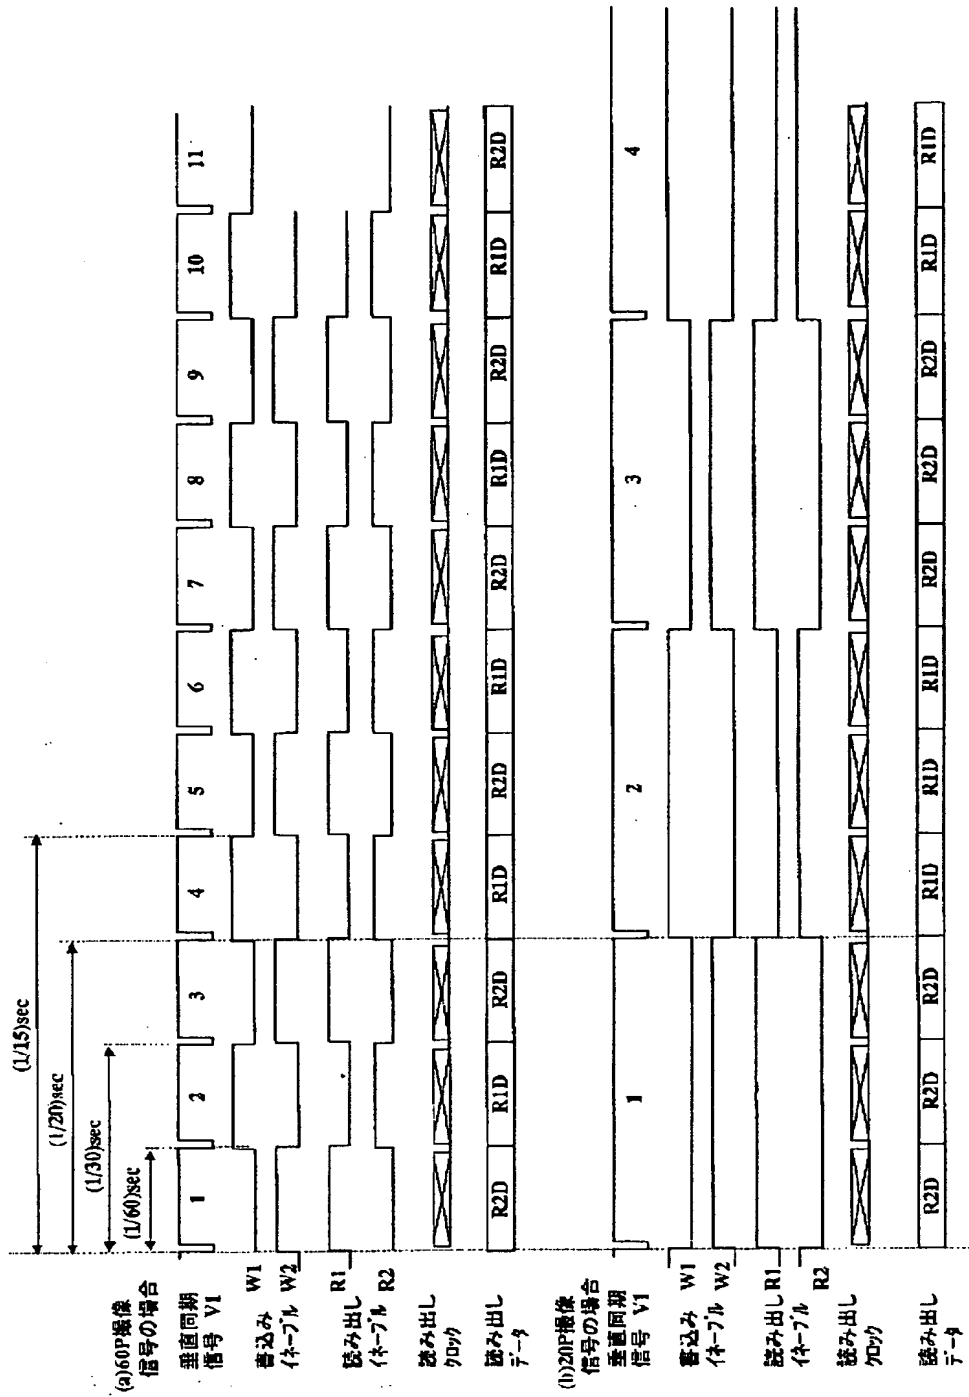 (1/15)sec
(1/20)sec
(1/30)sec
(1/60)sec
(a)60P撮像
信号の場合
垂直同期
信号 V1
1 2 3 4 5 6 7 8 9 10 11
書込み
イネーブル
W1
W2
読み出し
イネーブル
R1
R2
読み出し
クロック
読み出し
データ
R2D R1D R2D R1D R2D R1D R2D R1D R2D R1D R2D
(b)20P撮像
信号の場合
垂直同期
信号 V1
1 2 3 4
書込み
イネーブル
W1
W2
読み出し
イネーブル
R1
R2
読み出し
クロック
読み出し
データ
R2D R2D R2D R1D R1D R1D R2D R2D R2D R1D R1D